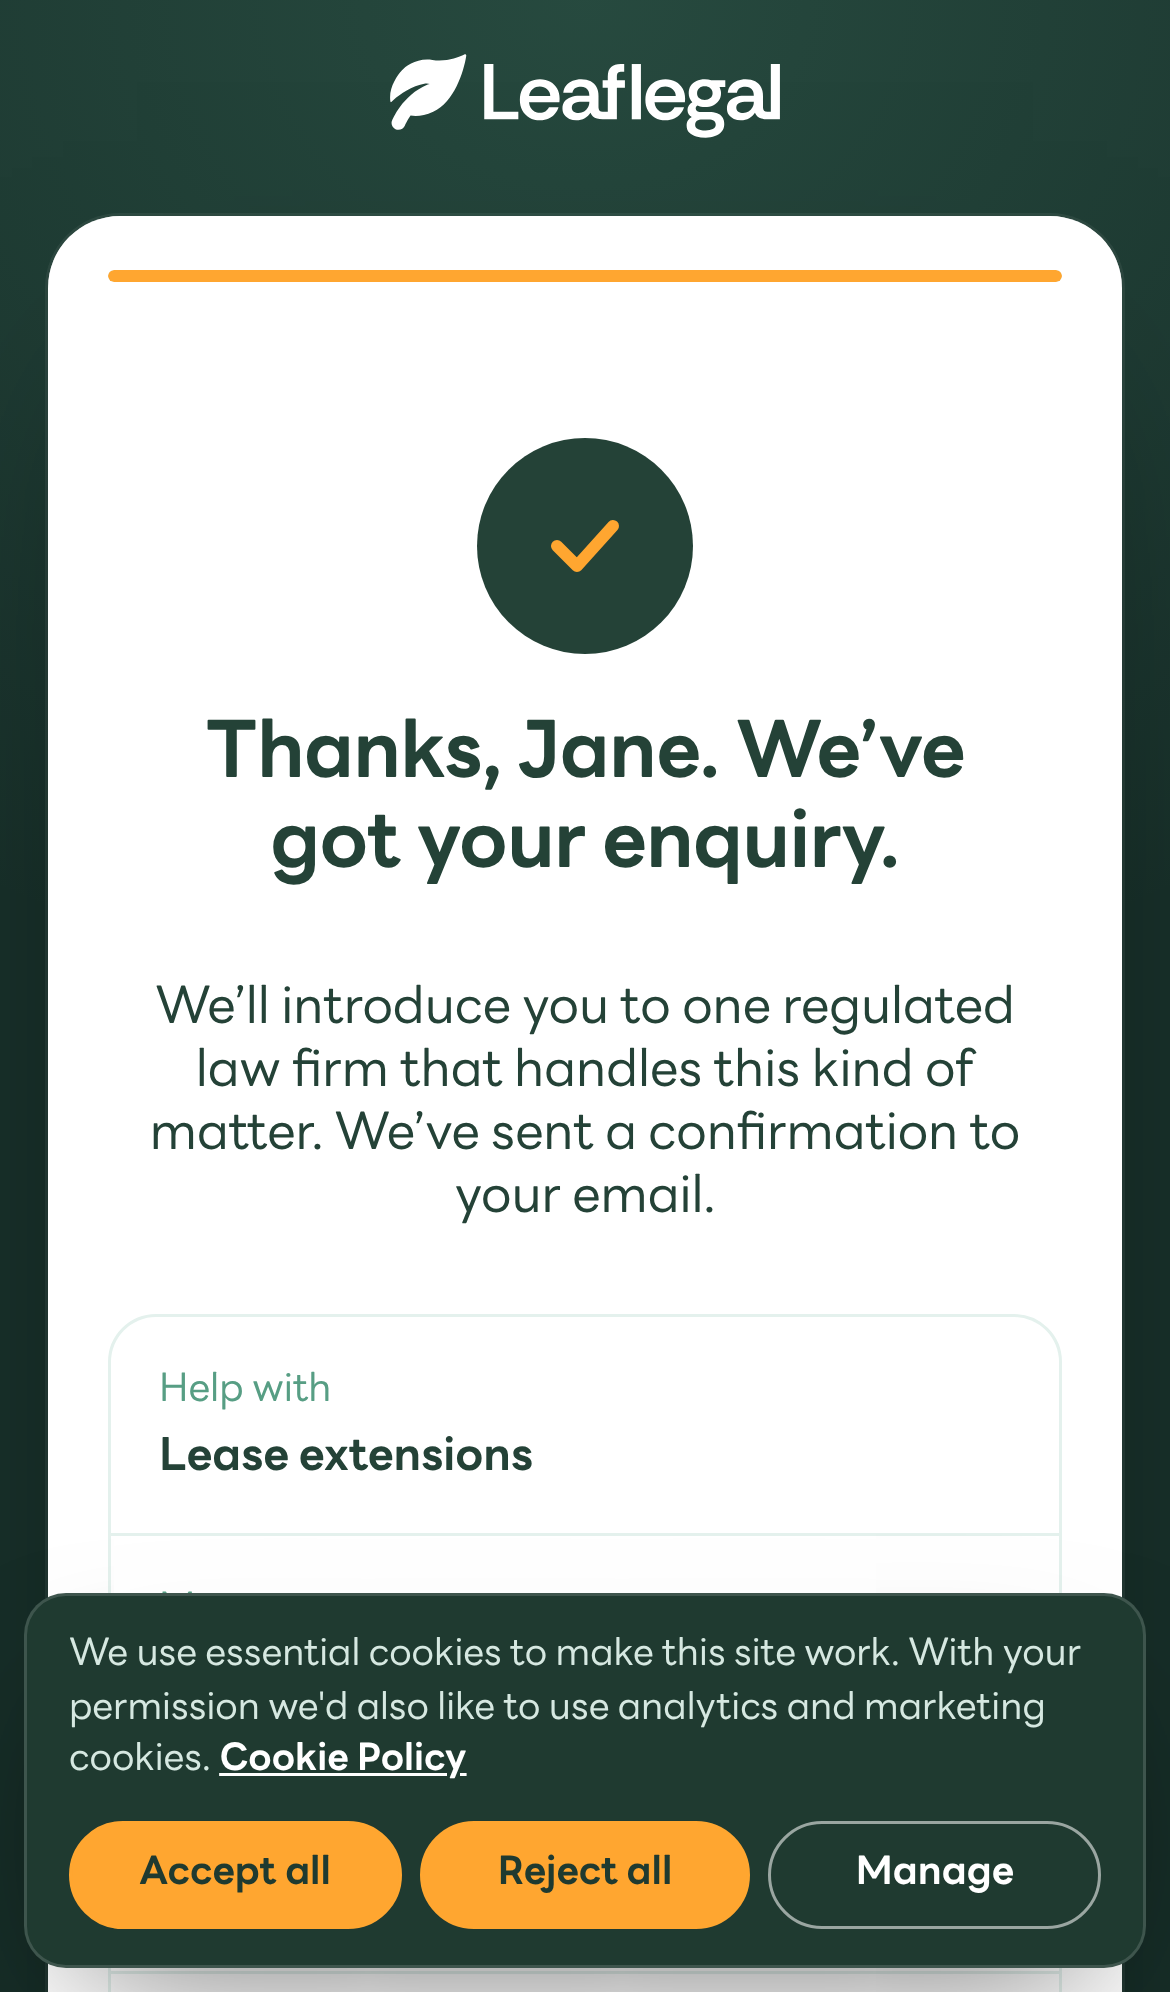 Leaflegal
Thanks, Jane. We’ve
got your enquiry.
We’ll introduce you to one regulated
law firm that handles this kind of
matter. We’ve sent a confirmation to
your email.
Help with
Lease extensions
We use essential cookies to make this site work. With your
permission we'd also like to use analytics and marketing
cookies. Cookie Policy
Accept all
Reject all
Manage